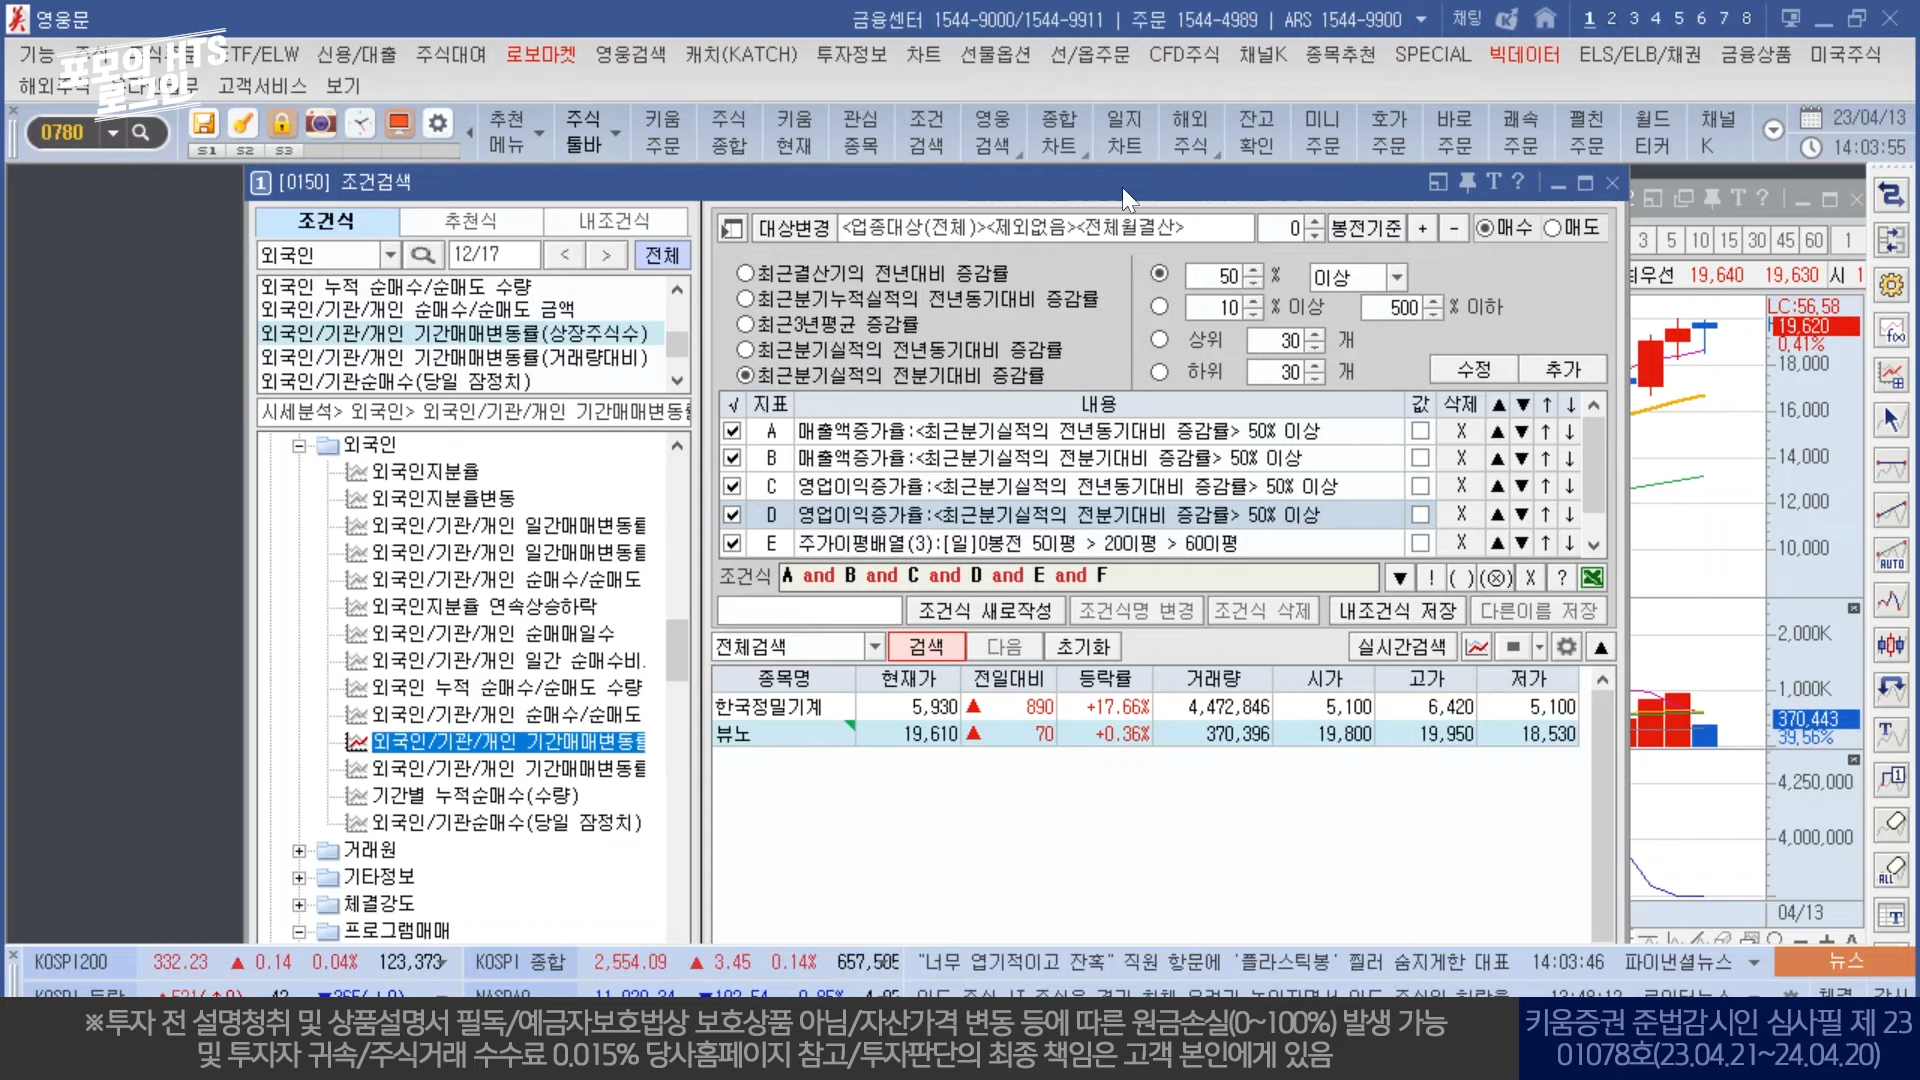 영웅문
금융센터 1544-9000/1544-9911 | 주문 1544-4989 | ARS 1544-9900
채팅
1 2 3 4 5 6 7 8
포모의 HTS
로그인
기능
ETF/ELW 신용/대출 주식대여 로보마켓 영웅검색 캐치(KATCH) 투자정보 차트 선물옵션 선/옵주문 CFD주식 채널K 종목추천 SPECIAL 빅데이터 ELS/ELB/채권 금융상품 미국주식
고객서비스 보기
0780
S1 S2 S3
추천 메뉴
주식 툴바
키움 주문
주식 종합
키움 현재
관심 종목
조건 검색
영웅 검색
종합 차트
일지 차트
해외 주식
잔고 확인
미니 주문
호가 주문
바로 주문
쾌속 주문
펼친 주문
월드 티커
채널 K
23/04/13
14:03:55
1 [0150] 조건검색
조건식 추천식 내조건식
외국인 12/17 < > 전체
외국인 누적 순매수/순매도 수량
외국인/기관/개인 순매수/순매도 금액
외국인/기관/개인 기간매매변동률(상장주식수)
외국인/기관/개인 기간매매변동률(거래량대비)
외국인/기관순매수(당일 잠정치)
시세분석> 외국인> 외국인/기관/개인 기간매매변동률
외국인
외국인지분율
외국인지분율변동
외국인/기관/개인 일간매매변동률
외국인/기관/개인 일간매매변동률
외국인/기관/개인 순매수/순매도
외국인지분율 연속상승하락
외국인/기관/개인 순매매일수
외국인/기관/개인 일간 순매수비.
외국인 누적 순매수/순매도 수량
외국인/기관/개인 순매수/순매도
외국인/기관/개인 기간매매변동률
외국인/기관/개인 기간매매변동률
기간별 누적순매수(수량)
외국인/기관순매수(당일 잠정치)
거래원
기타정보
체결강도
프로그램매매
대상변경 <업종대상(전체)><제외없음><전체월결산> 0 봉전기준 + - 매수 매도
최근결산기의 전년대비 증감률
최근분기누적실적의 전년동기대비 증감률
최근3년평균 증감률
최근분기실적의 전년동기대비 증감률
최근분기실적의 전분기대비 증감률
50 % 이상
10 % 이상 500 % 이하
상위 30 개
하위 30 개
수정 추가
√ 지표 내용 값 삭제 ▲ ▼ ↑ ↓
A 매출액증가율:<최근분기실적의 전년동기대비 증감률> 50% 이상 X ▲ ▼ ↑ ↓
B 매출액증가율:<최근분기실적의 전분기대비 증감률> 50% 이상 X ▲ ▼ ↑ ↓
C 영업이익증가율:<최근분기실적의 전년동기대비 증감률> 50% 이상 X ▲ ▼ ↑ ↓
D 영업이익증가율:<최근분기실적의 전분기대비 증감률> 50% 이상 X ▲ ▼ ↑ ↓
E 주가이평배열(3):[일]0봉전 5이평 > 20이평 > 60이평 X ▲ ▼ ↑ ↓
조건식 A and B and C and D and E and F ▼ ! ( ) (⊗) X ?
조건식 새로작성 조건식명 변경 조건식 삭제 내조건식 저장 다른이름 저장
전체검색 검색 다음 초기화 실시간검색
종목명 현재가 전일대비 등락률 거래량 시가 고가 저가
한국정밀기계 5,930 ▲ 890 +17.66% 4,472,846 5,100 6,420 5,100
뷰노 19,610 ▲ 70 +0.36% 370,396 19,800 19,950 18,530
3 5 10 15 30 45 60 1
최우선 19,640 19,630 시 1
LC:56,58
19,620
0,41%
18,000
16,000
14,000
12,000
10,000
2,000K
1,000K
370,443
39,56%
4,250,000
4,000,000
04/13
AUTO
ALL
KOSPI200 332.23 ▲ 0.14 0.04% 123,373
KOSPI 종합 2,554.09 ▲ 3.45 0.14%
"너무 엽기적이고 잔혹" 직원 항문에 '플라스틱봉' 찔러 숨지게한 대표 14:03:46 파이낸셜뉴스
뉴스
※투자 전 설명청취 및 상품설명서 필독/예금자보호법상 보호상품 아님/자산가격 변동 등에 따른 원금손실(0~100%) 발생 가능
및 투자자 귀속/주식거래 수수료 0.015% 당사홈페이지 참고/투자판단의 최종 책임은 고객 본인에게 있음
키움증권 준법감시인 심사필 제 23
01078호(23.04.21~24.04.20)